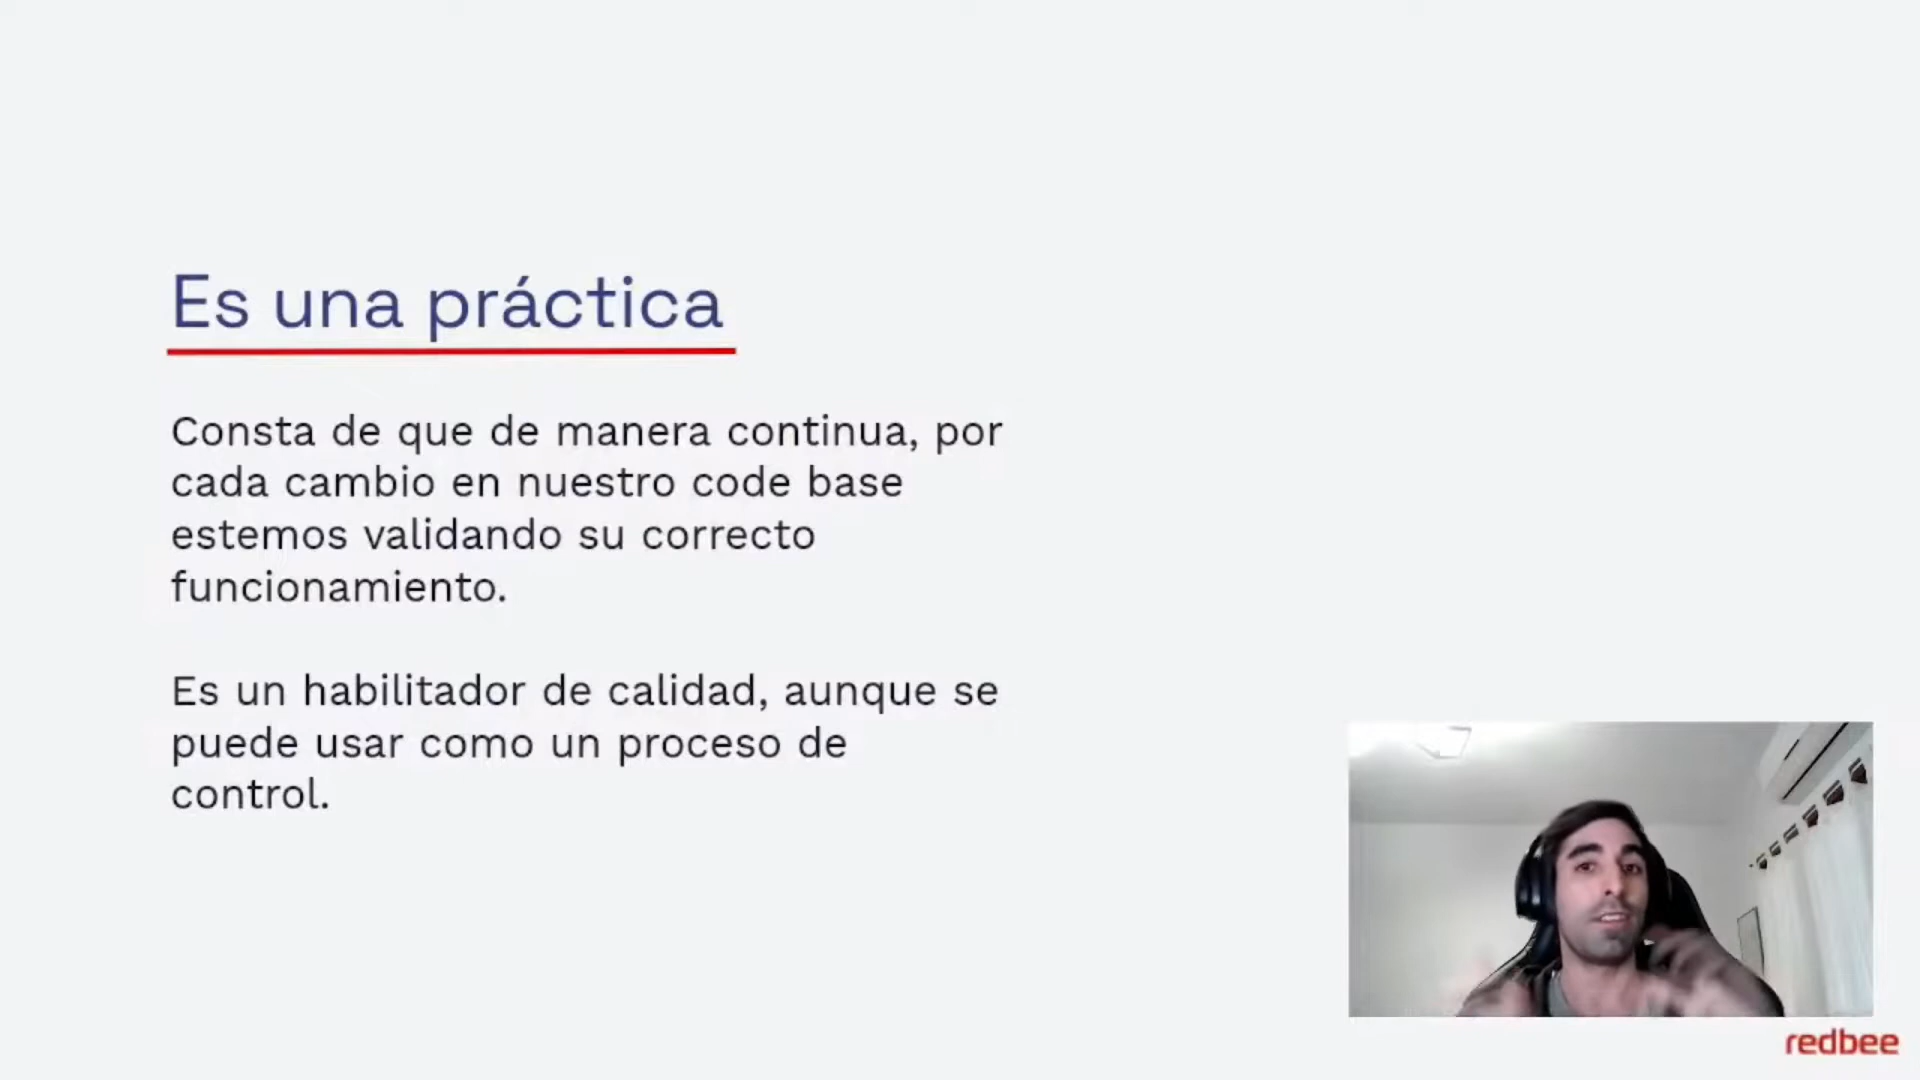 Es una práctica
Consta de que de manera continua, por
cada cambio en nuestro code base
estemos validando su correcto
funcionamiento.
Es un habilitador de calidad, aunque se
puede usar como un proceso de
control.
redbee